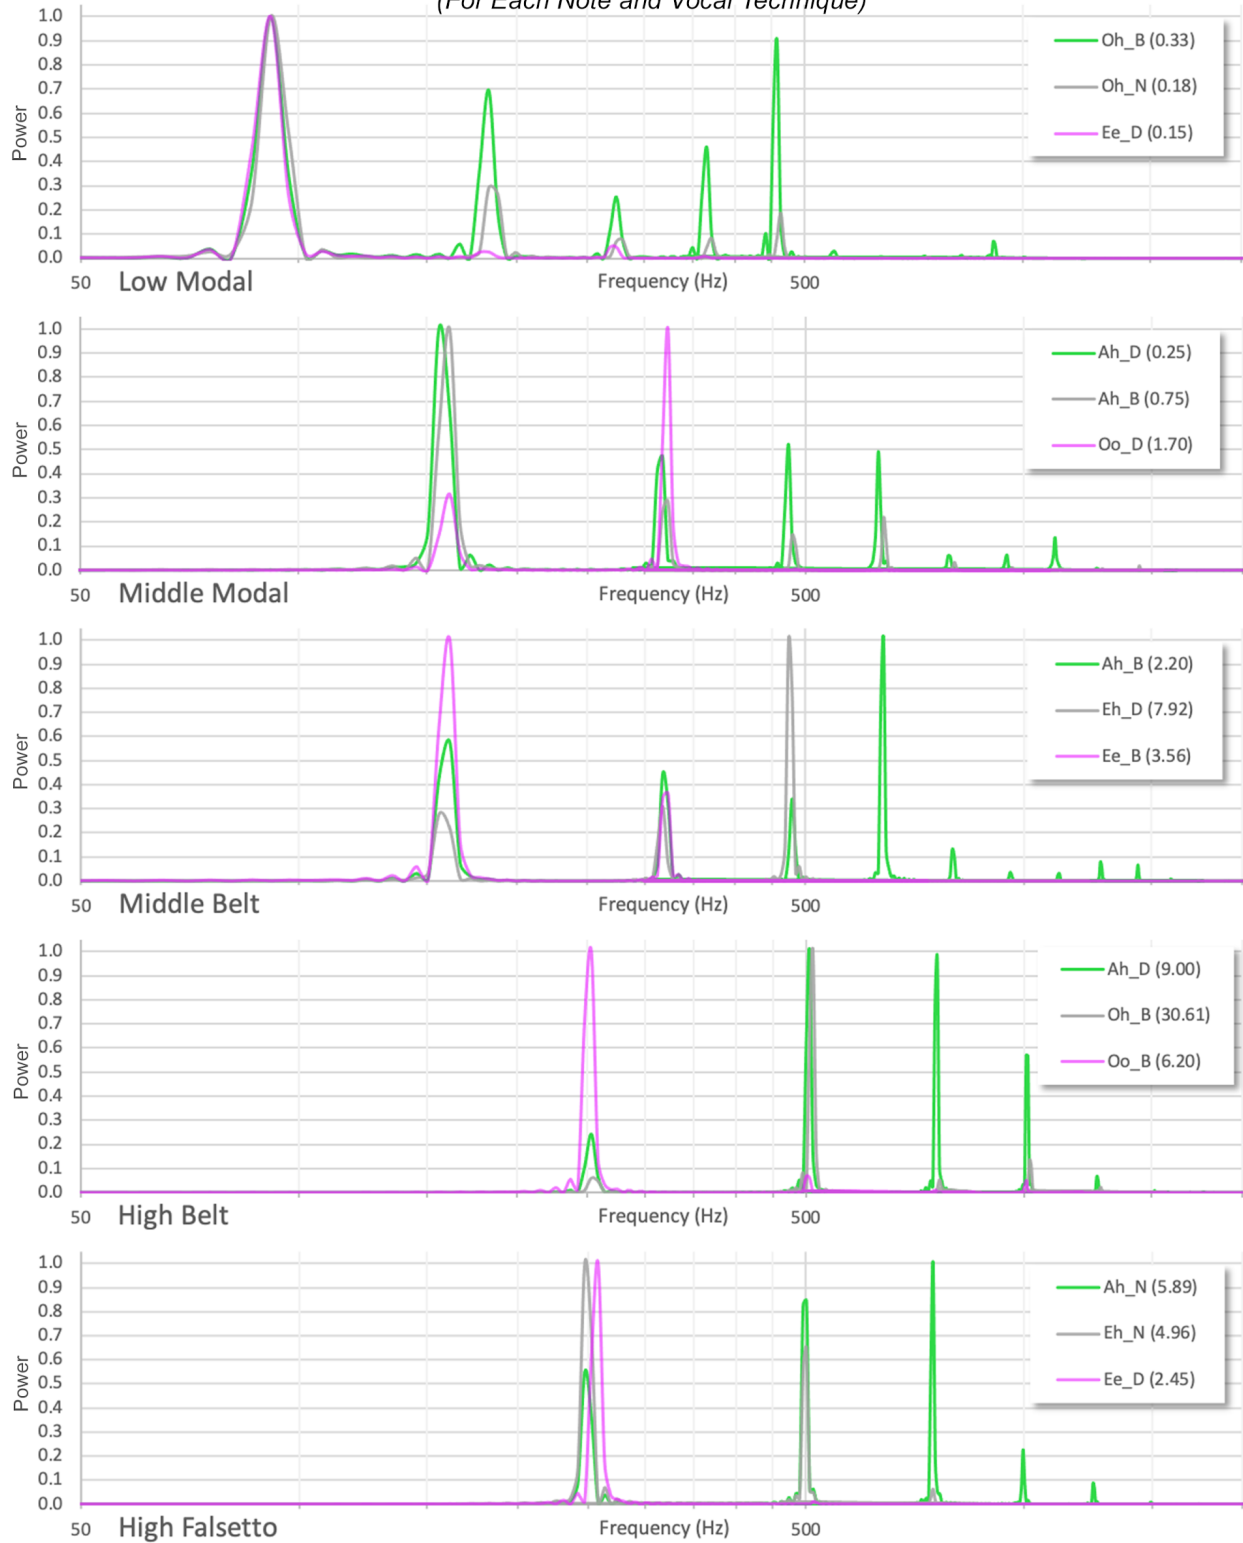 (For Each Note and Vocal Technique)
1.0
0.9
0.8
0.7
0.6
0.5
0.4
0.3
0.2
0.1
0.0
Power
Oh_B (0.33)
Oh_N (0.18)
Ee_D (0.15)
50 Low Modal Frequency (Hz) 500
1.0
0.9
0.8
0.7
0.6
0.5
0.4
0.3
0.2
0.1
0.0
Power
Ah_D (0.25)
Ah_B (0.75)
Oo_D (1.70)
50 Middle Modal Frequency (Hz) 500
1.0
0.9
0.8
0.7
0.6
0.5
0.4
0.3
0.2
0.1
0.0
Power
Ah_B (2.20)
Eh_D (7.92)
Ee_B (3.56)
50 Middle Belt Frequency (Hz) 500
1.0
0.9
0.8
0.7
0.6
0.5
0.4
0.3
0.2
0.1
0.0
Power
Ah_D (9.00)
Oh_B (30.61)
Oo_B (6.20)
50 High Belt Frequency (Hz) 500
1.0
0.9
0.8
0.7
0.6
0.5
0.4
0.3
0.2
0.1
0.0
Power
Ah_N (5.89)
Eh_N (4.96)
Ee_D (2.45)
50 High Falsetto Frequency (Hz) 500